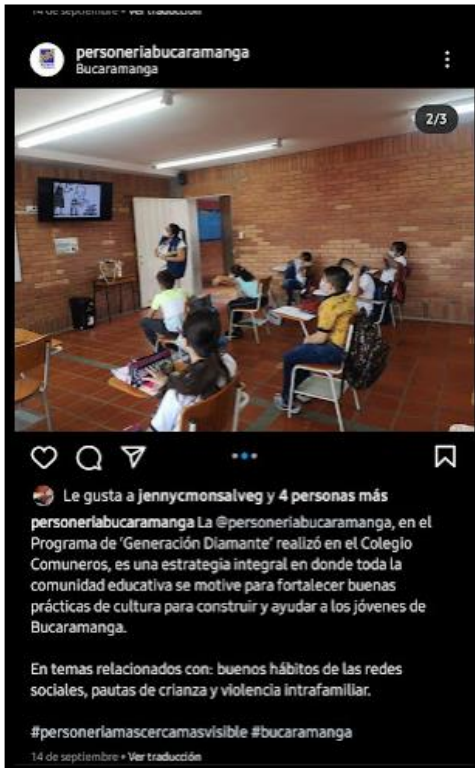 14 de septiembre • Ver traducción
personeriabucaramanga
Bucaramanga
2/3
Le gusta a jennycmonsalveg y 4 personas más
personeriabucaramanga La @personeriabucaramanga, en el
Programa de 'Generación Diamante' realizó en el Colegio
Comuneros, es una estrategia integral en donde toda la
comunidad educativa se motive para fortalecer buenas
prácticas de cultura para construir y ayudar a los jóvenes de
Bucaramanga.
En temas relacionados con: buenos hábitos de las redes
sociales, pautas de crianza y violencia intrafamiliar.
#personeriamascercamasvisible #bucaramanga
14 de septiembre • Ver traducción